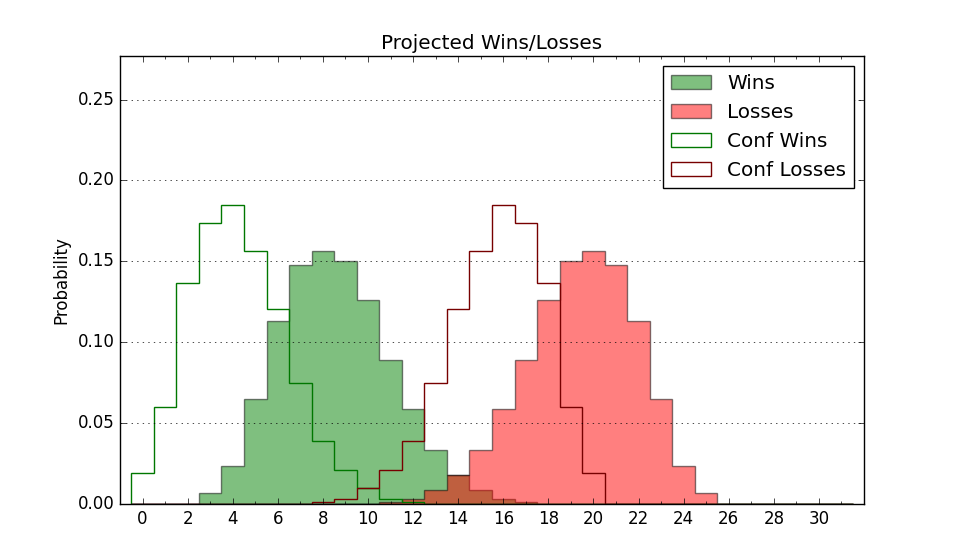 Projected Wins/Losses
Wins
Losses
Conf Wins
Conf Losses
Probability
0.25
0.20
0.15
0.10
0.05
0.00
0 2 4 6 8 10 12 14 16 18 20 22 24 26 28 30